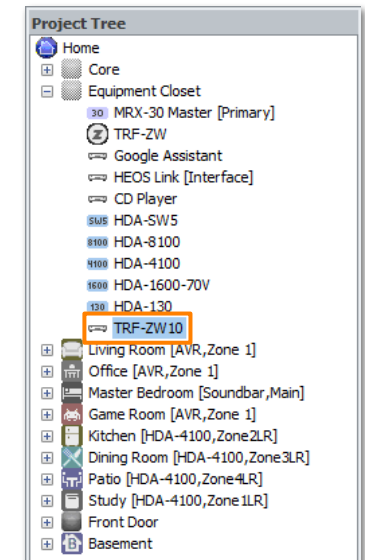 Project Tree
Home
Core
Equipment Closet
30 MRX-30 Master [Primary]
Z TRF-ZW
Google Assistant
HEOS Link [Interface]
CD Player
SW5 HDA-SW5
8100 HDA-8100
4100 HDA-4100
1600 HDA-1600-70V
130 HDA-130
TRF-ZW10
Living Room [AVR,Zone 1]
Office [AVR,Zone 1]
Master Bedroom [Soundbar,Main]
Game Room [AVR,Zone 1]
Kitchen [HDA-4100,Zone2LR]
Dining Room [HDA-4100,Zone3LR]
Patio [HDA-4100,Zone4LR]
Study [HDA-4100,Zone1LR]
Front Door
B Basement